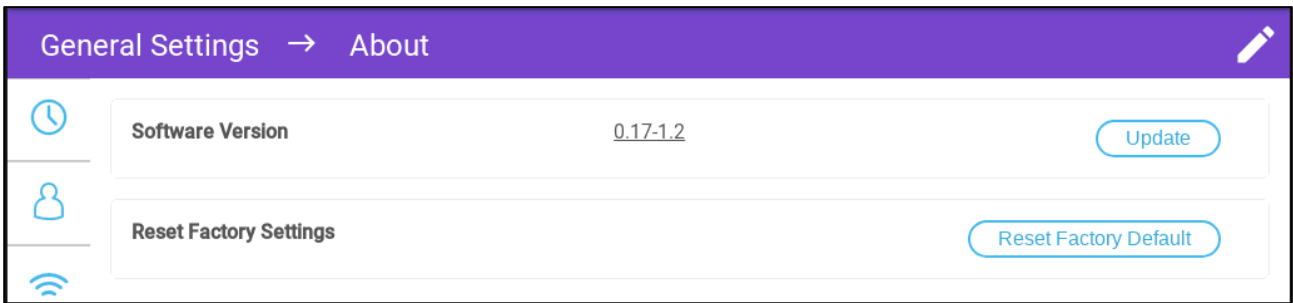 General Settings → About
Software Version 0.17-1.2 Update
Reset Factory Settings Reset Factory Default